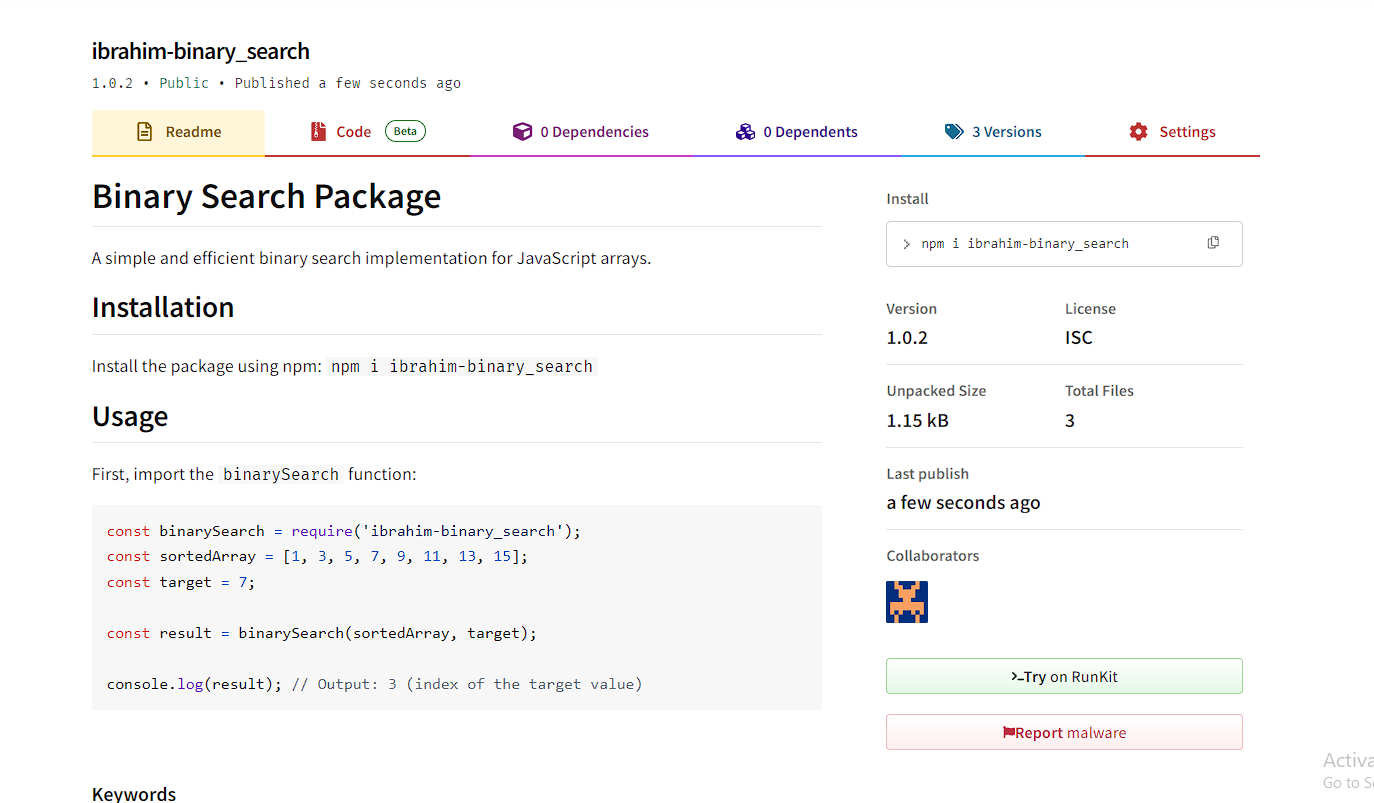 ibrahim-binary_search
1.0.2 • Public • Published a few seconds ago
Readme
Code Beta
0 Dependencies
0 Dependents
3 Versions
Settings
Binary Search Package
A simple and efficient binary search implementation for JavaScript arrays.
Installation
Install the package using npm: npm i ibrahim-binary_search
Usage
First, import the binarySearch function:
const binarySearch = require('ibrahim-binary_search');
const sortedArray = [1, 3, 5, 7, 9, 11, 13, 15];
const target = 7;
const result = binarySearch(sortedArray, target);
console.log(result); // Output: 3 (index of the target value)
Keywords
Install
> npm i ibrahim-binary_search
Version
1.0.2
License
ISC
Unpacked Size
1.15 kB
Total Files
3
Last publish
a few seconds ago
Collaborators
>_Try on RunKit
Report malware
Activa
Go to S